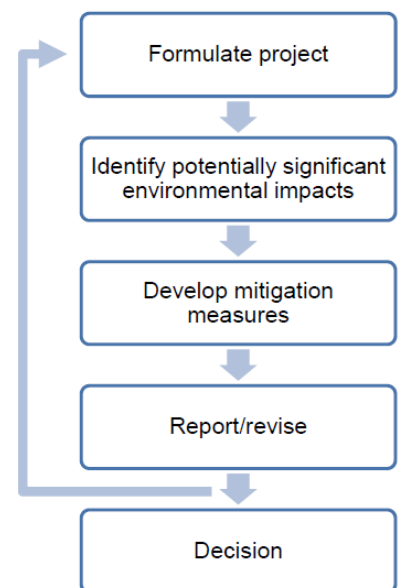 Formulate project
Identify potentially significant
environmental impacts
Develop mitigation
measures
Report/revise
Decision